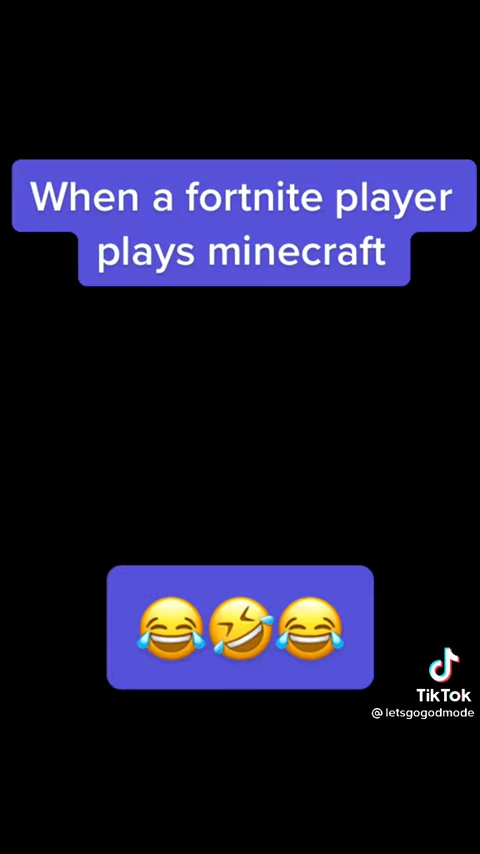 When a fortnite player
plays minecraft
😂🤣😂
TikTok
@letsgogodmode